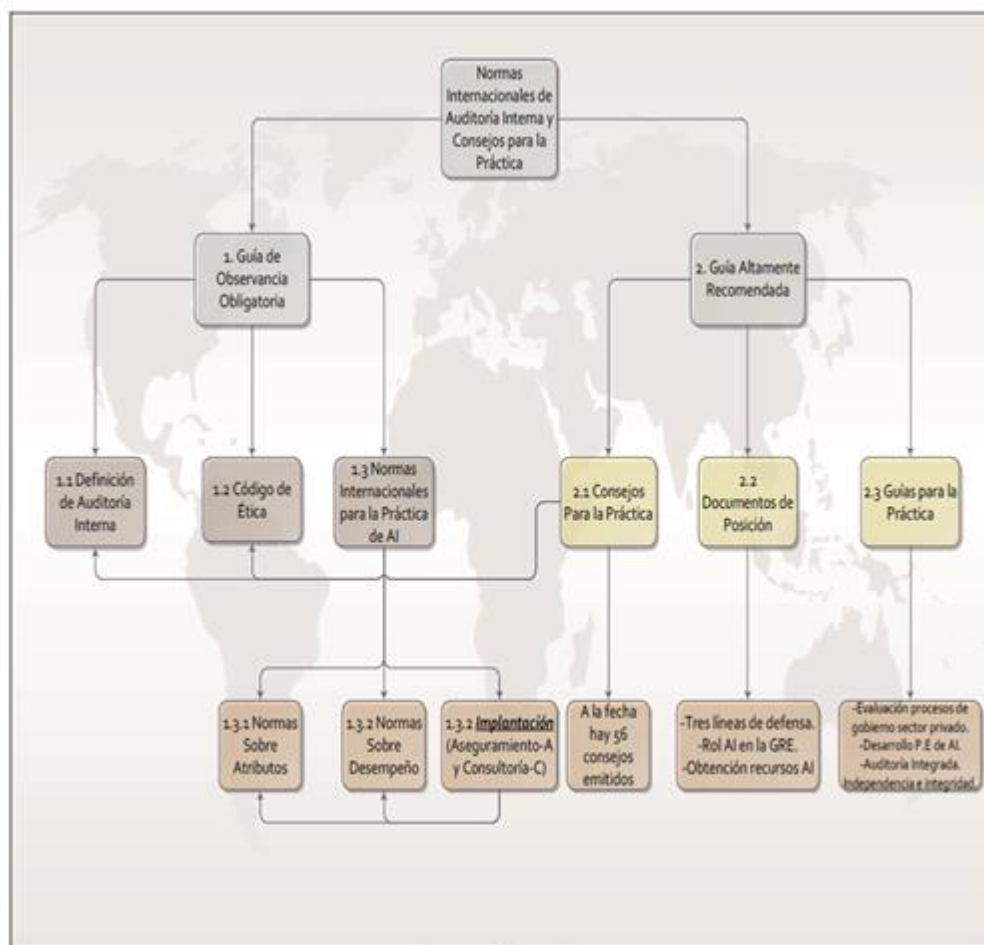 Normas
Internacionales de
Auditoría Interna y
Consejos para la
Práctica
1. Guía de
Observancia
Obligatoria
2. Guía Altamente
Recomendada
1.1 Definición
de Auditoría
Interna
1.2 Código de
Ética
1.3 Normas
Internacionales
para la Práctica
de AI
2.1 Consejos
Para la Práctica
2.2
Documentos de
Posición
2.3 Guías para la
Práctica
1.3.1 Normas
Sobre
Atributos
1.3.2 Normas
Sobre
Desempeño
1.3.2 Implantación
(Aseguramiento-A
y Consultoría-C)
A la fecha
hay 56
consejos
emitidos
-Tres líneas de defensa.
-Rol AI en la GRE.
-Obtención recursos AI
-Evaluación procesos de
gobierno sector privado.
-Desarrollo P.E de AI.
-Auditoría Integrada.
Independencia e integridad.